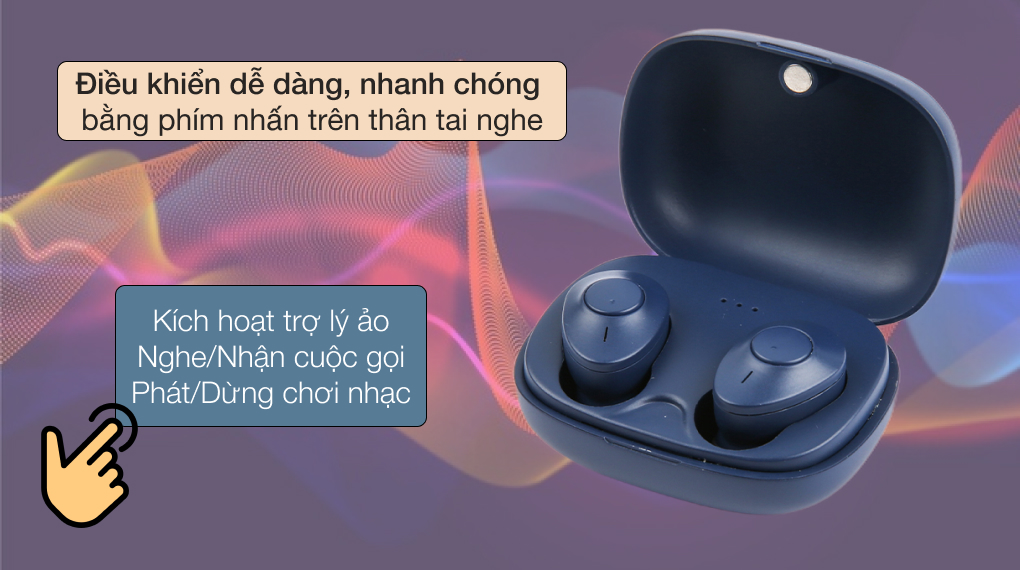 Điều khiển dễ dàng, nhanh chóng
bằng phím nhấn trên thân tai nghe
Kích hoạt trợ lý ảo
Nghe/Nhận cuộc gọi
Phát/Dừng chơi nhạc